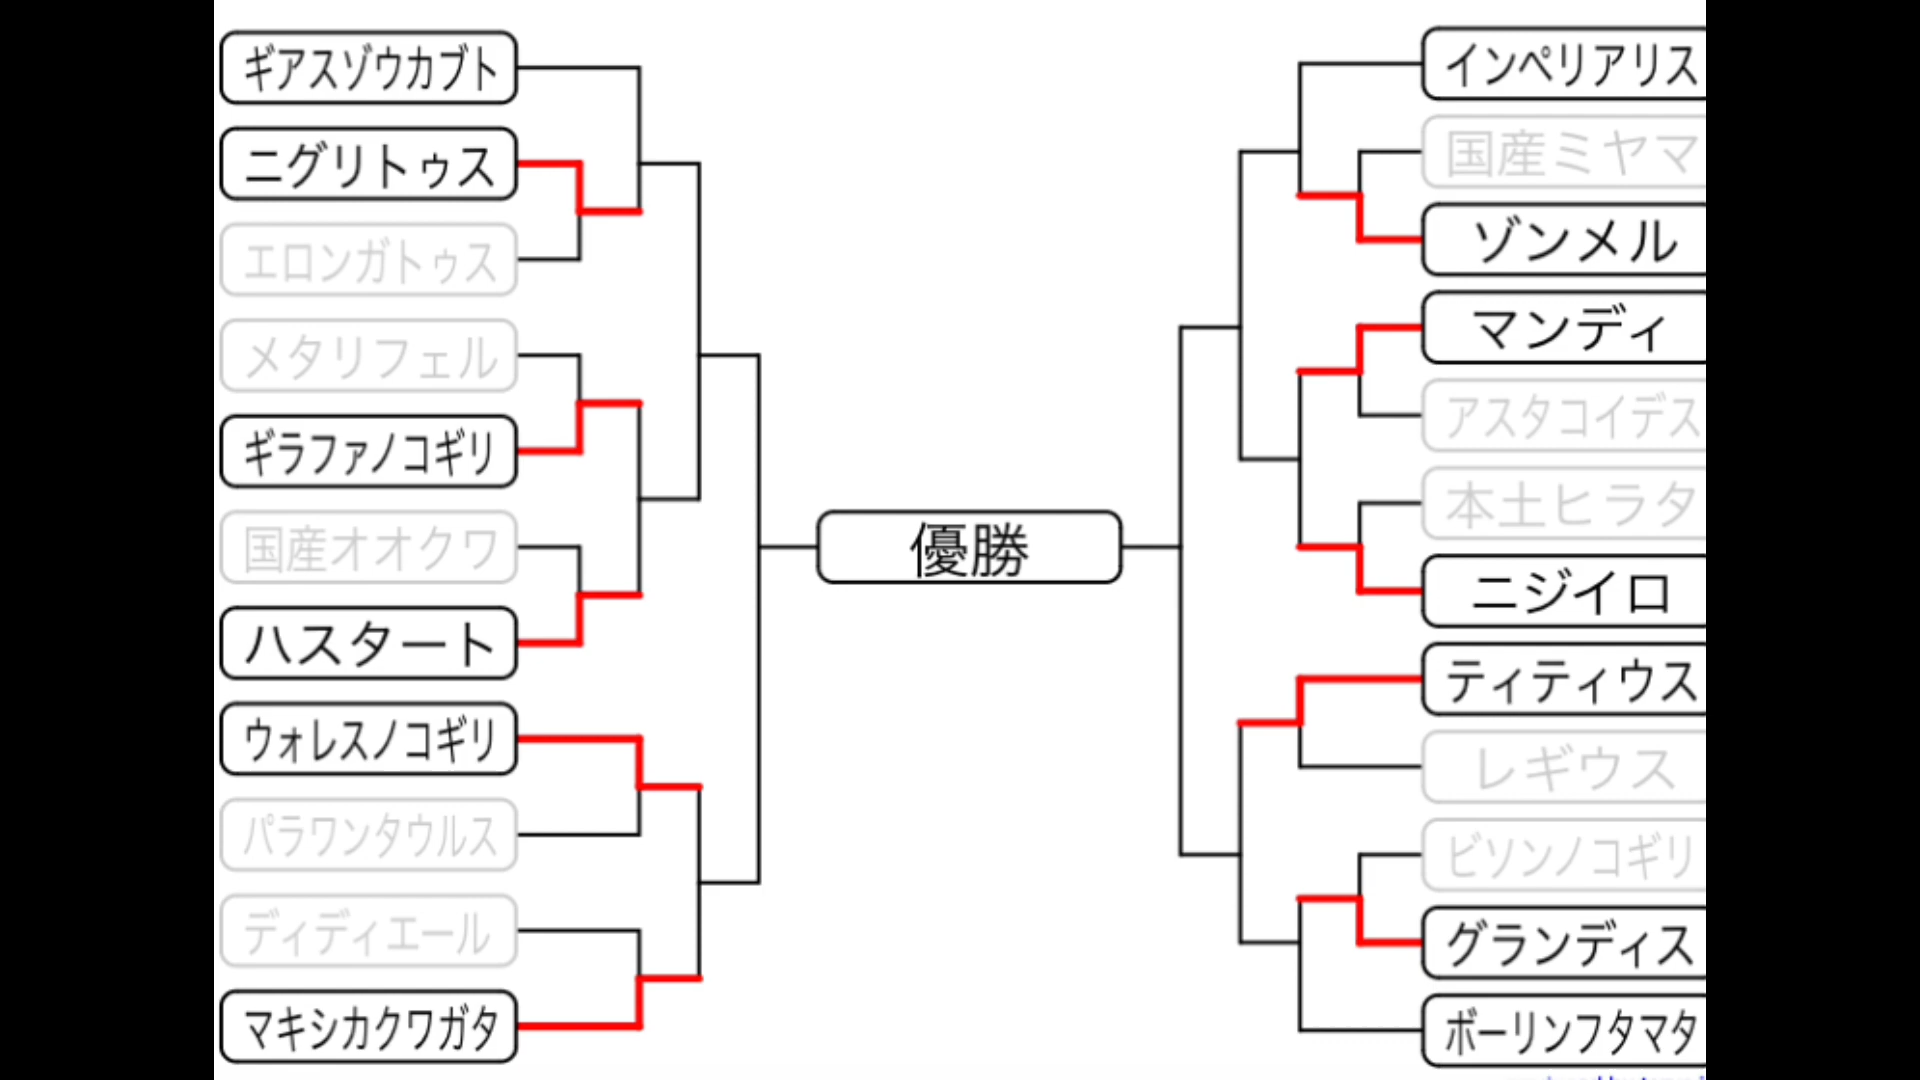 ギアスゾウカブト
ニグリトゥス
エロンガトゥス
メタリフェル
ギラファノコギリ
国産オオクワ
ハスタート
ウォレスノコギリ
パラワンタウルス
ディディエール
マキシカクワガタ
優勝
インペリアリス
国産ミヤマ
ゾンメル
マンディ
アスタコイデス
本土ヒラタ
ニジイロ
ティティウス
レギウス
ビソンノコギリ
グランディス
ボーリンフタマタ